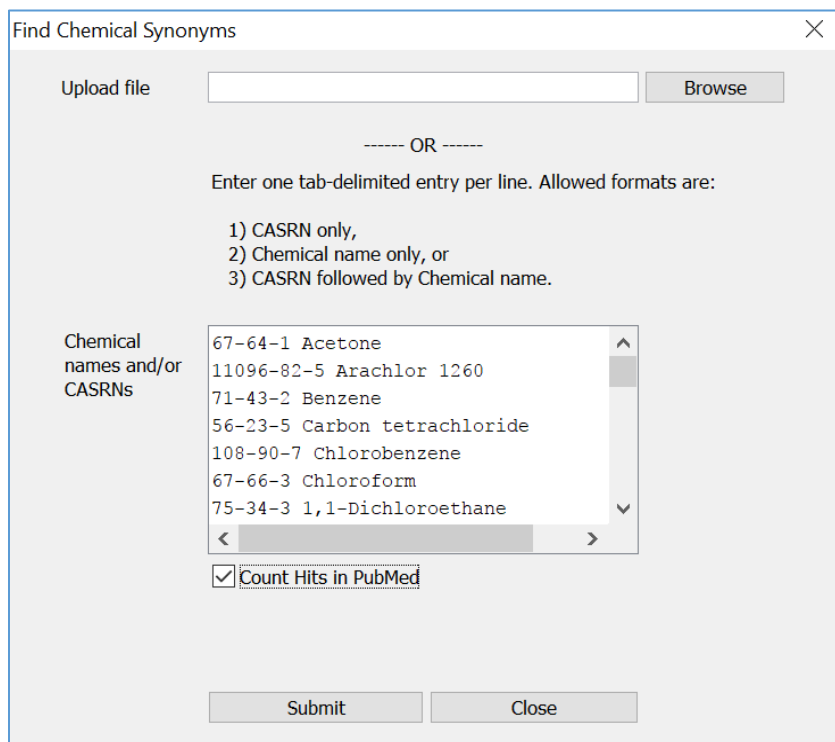 Find Chemical Synonyms
Upload file
Browse
------ OR ------
Enter one tab-delimited entry per line. Allowed formats are:
1) CASRN only,
2) Chemical name only, or
3) CASRN followed by Chemical name.
Chemical
names and/or
CASRNs
67-64-1 Acetone
11096-82-5 Arachlor 1260
71-43-2 Benzene
56-23-5 Carbon tetrachloride
108-90-7 Chlorobenzene
67-66-3 Chloroform
75-34-3 1,1-Dichloroethane
Count Hits in PubMed
Submit
Close